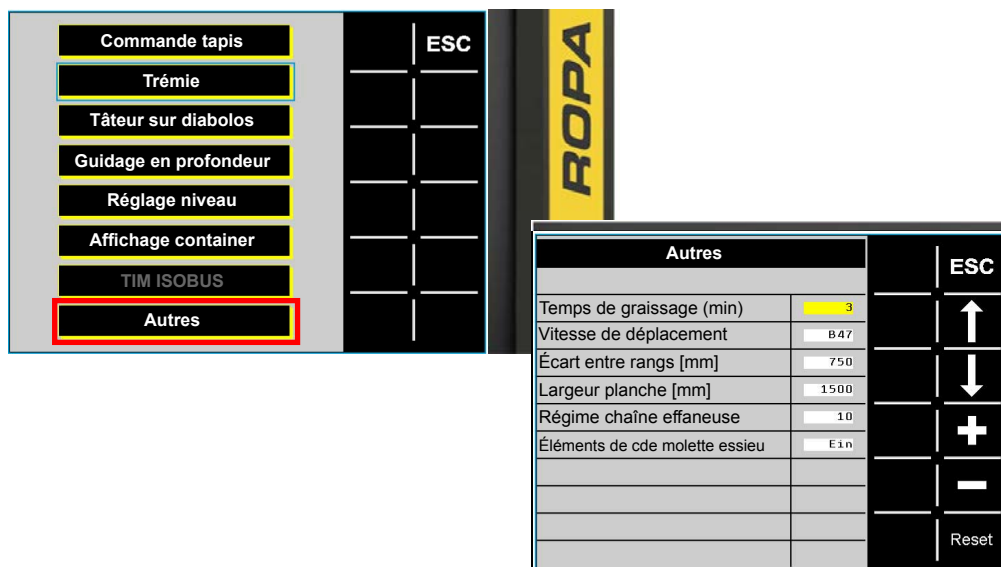 Commande tapis
ESC
Trémie
Tâteur sur diabolos
Guidage en profondeur
Réglage niveau
Affichage container
TIM ISOBUS
Autres
ROPA
Autres
ESC
Temps de graissage (min) 3
Vitesse de déplacement B47
Écart entre rangs [mm] 750
Largeur planche [mm] 1500
Régime chaîne effaneuse 10
Éléments de cde molette essieu Ein
Reset